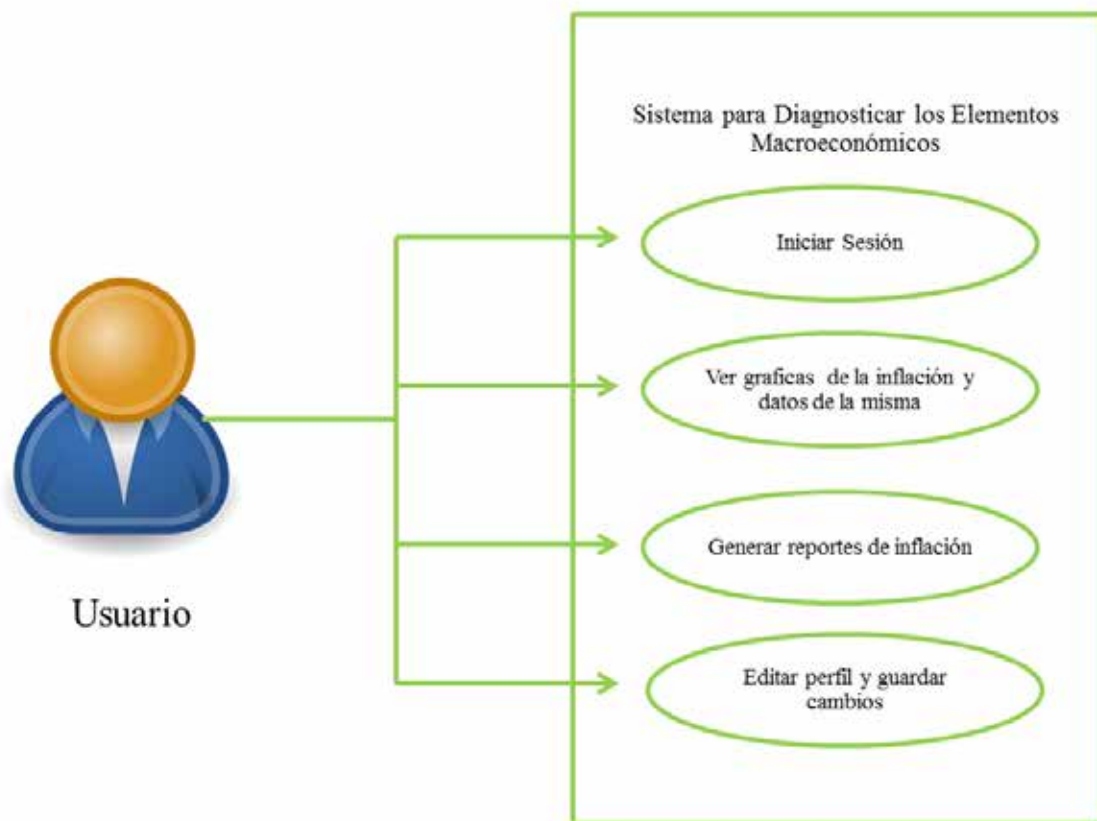 Sistema para Diagnosticar los Elementos
Macroeconómicos
Iniciar Sesión
Ver graficas de la inflación y
datos de la misma
Generar reportes de inflación
Editar perfil y guardar
cambios
Usuario